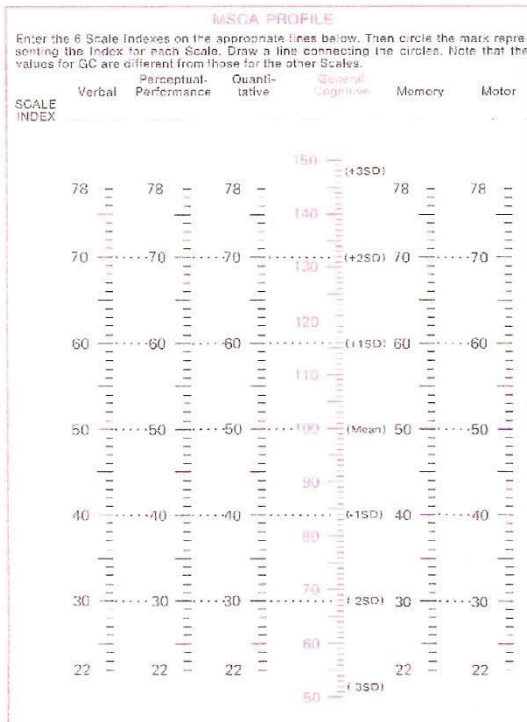 MSCA PROFILE
Enter the 6 Scale Indexes on the appropriate lines below. Then circle the mark repre
senting the Index for each Scale. Draw a line connecting the circles. Note that the
values for GC are different from those for the other Scales.
Perceptual- Quanti- General
Verbal Performance tative Cognitive Memory Motor
SCALE
INDEX
150
(+3SD)
78 78 78 78 78
140
70 70 70 (+2SD) 70 70
130
120
60 60 60 (+1SD) 60 60
110
50 50 50 100 (Mean) 50 50
90
40 40 40 (-1SD) 40 40
80
70
30 30 30 (-2SD) 30 30
60
22 22 22 22 22
(-3SD)
50